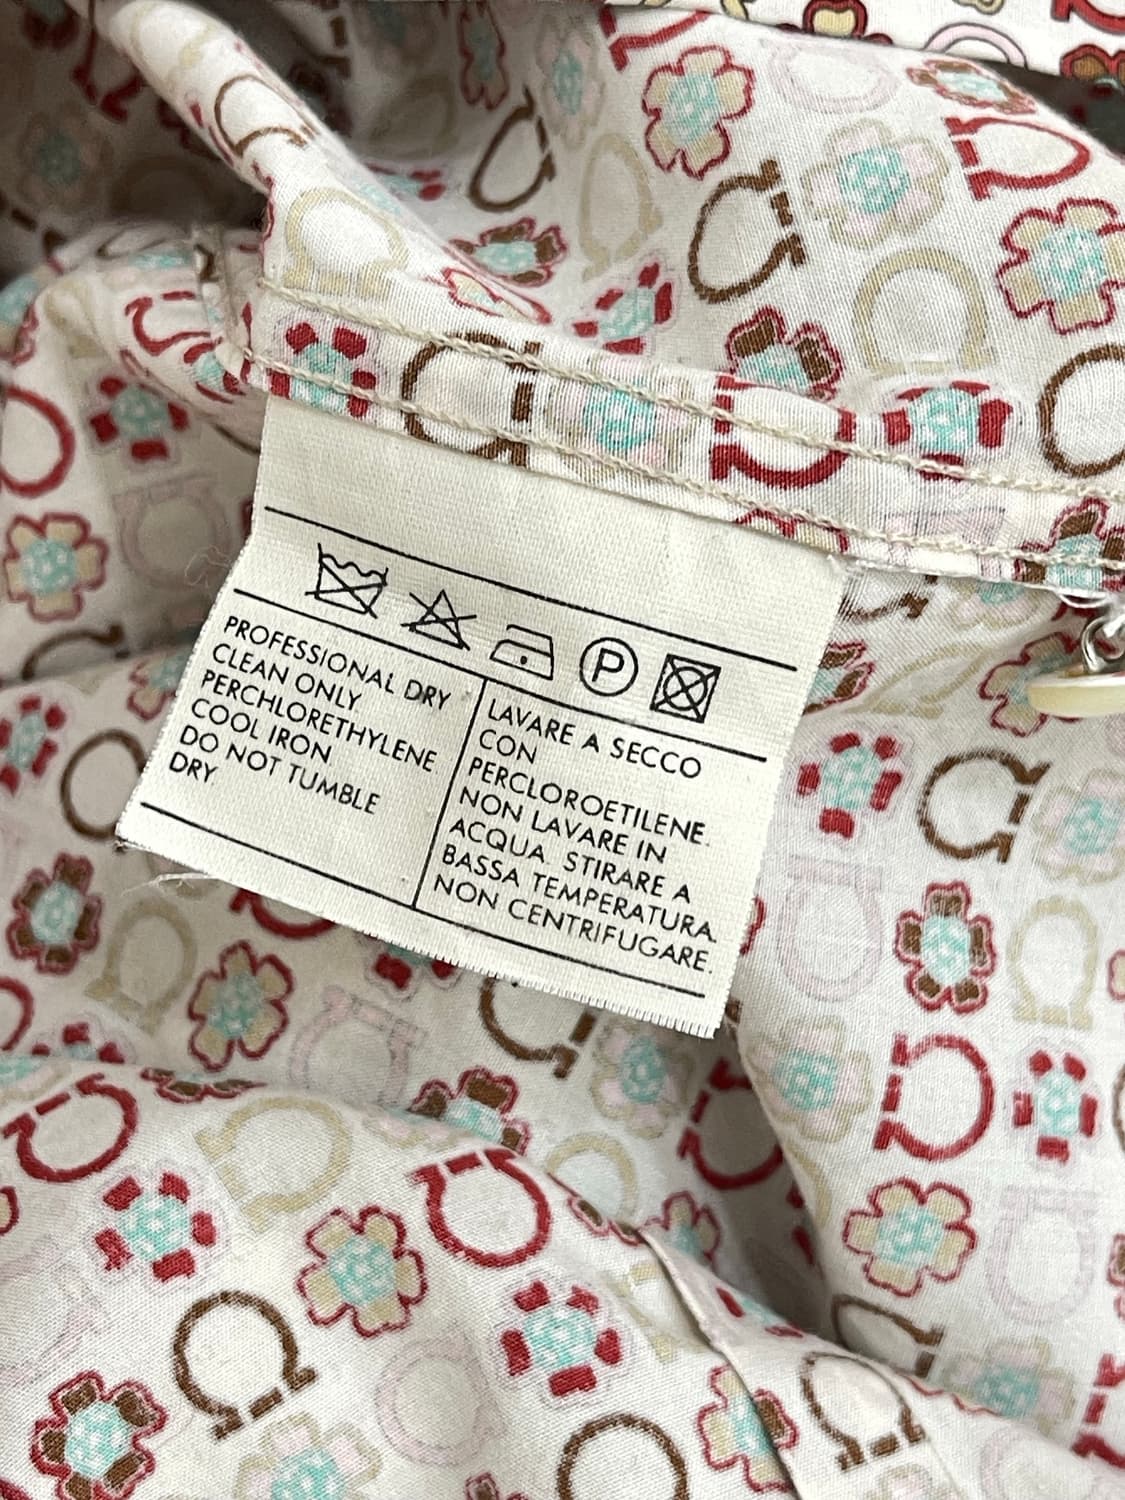 P
PROFESSIONAL DRY
CLEAN ONLY
PERCHLORETHYLENE.
COOL IRON
DO NOT TUMBLE
DRY
LAVARE A SECCO
CON
PERCLOROETILENE.
NON LAVARE IN
ACQUA. STIRARE A
BASSA TEMPERATURA.
NON CENTRIFUGARE.